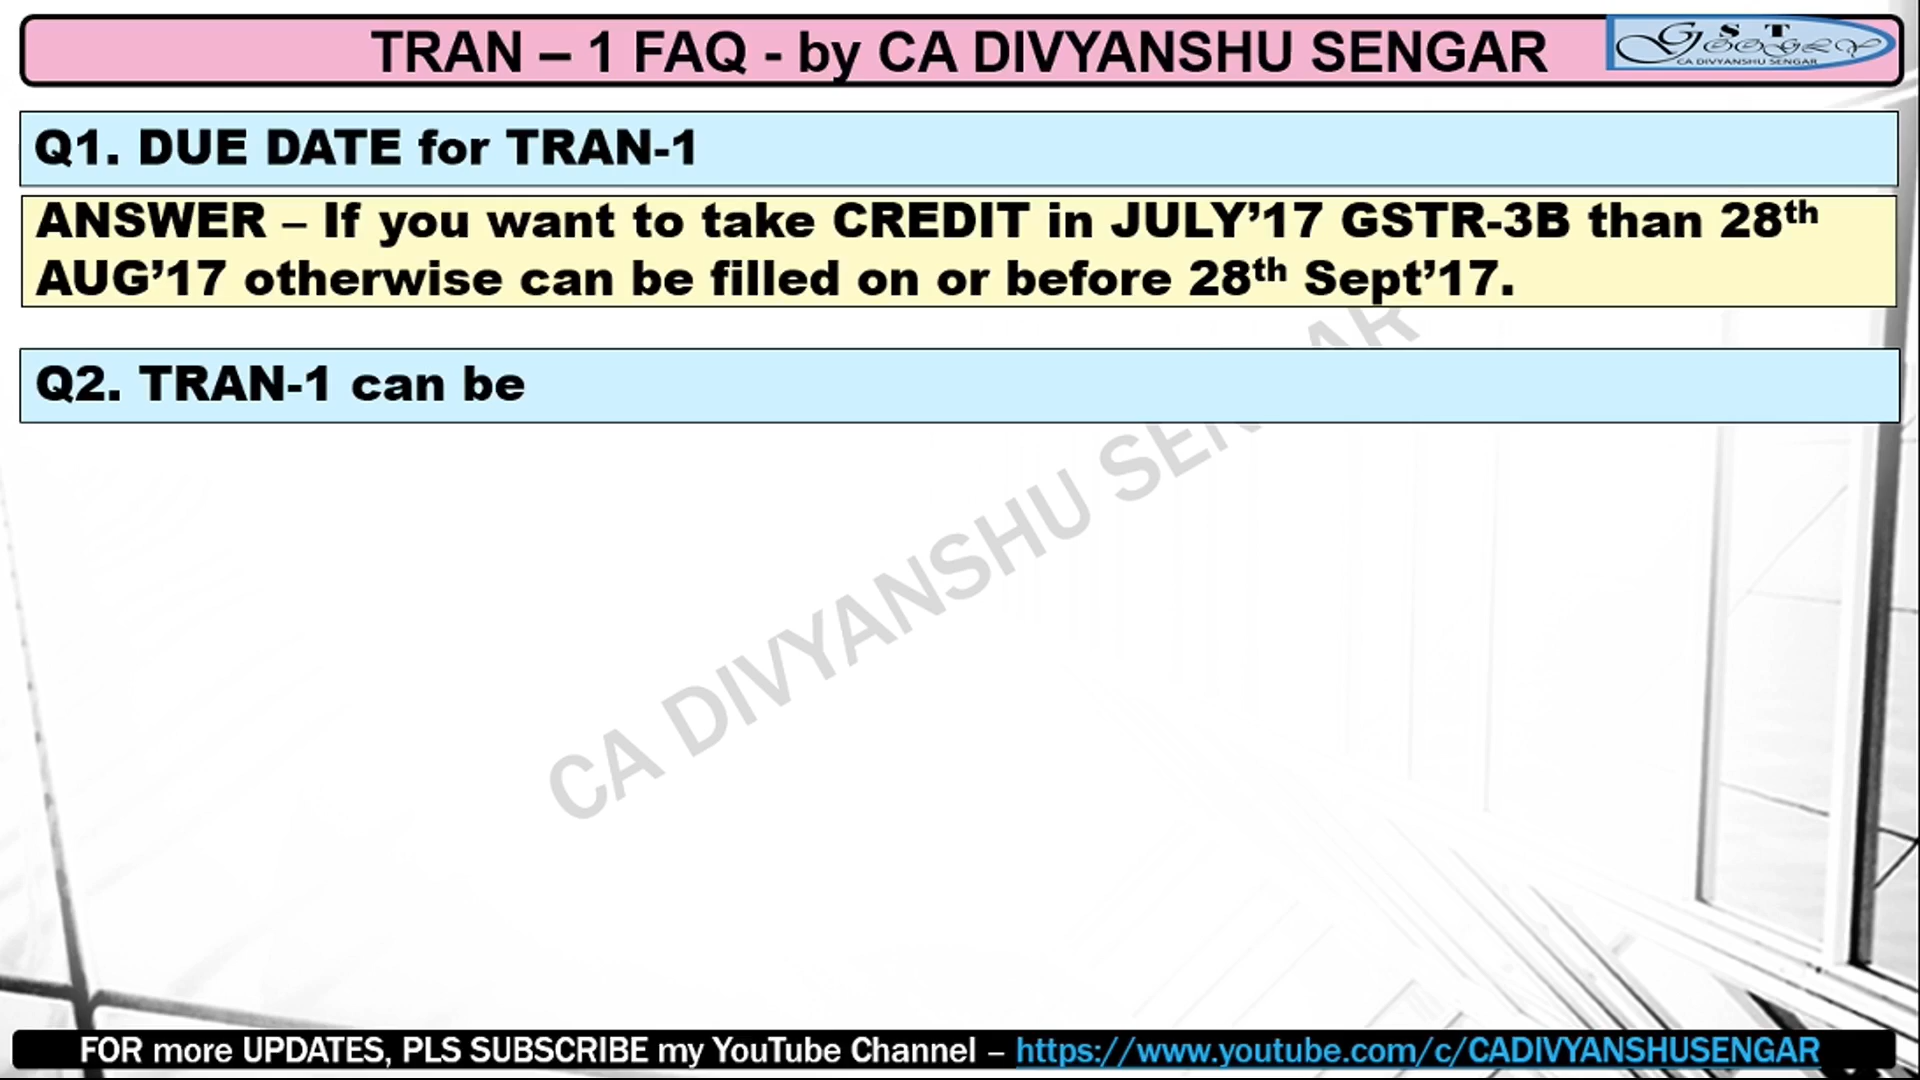 TRAN – 1 FAQ - by CA DIVYANSHU SENGAR
GST
GOOGLY
CA DIVYANSHU SENGAR
Q1. DUE DATE for TRAN-1
ANSWER – If you want to take CREDIT in JULY’17 GSTR-3B than 28th
AUG’17 otherwise can be filled on or before 28th Sept’17.
Q2. TRAN-1 can be
CA DIVYANSHU SENGAR
FOR more UPDATES, PLS SUBSCRIBE my YouTube Channel – https://www.youtube.com/c/CADIVYANSHUSENGAR